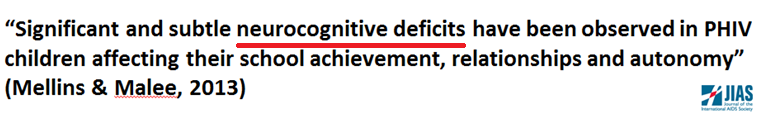 “Significant and subtle neurocognitive deficits have been observed in PHIV
children affecting their school achievement, relationships and autonomy”
(Mellins & Malee, 2013)
JIAS
Journal of the
International AIDS Society